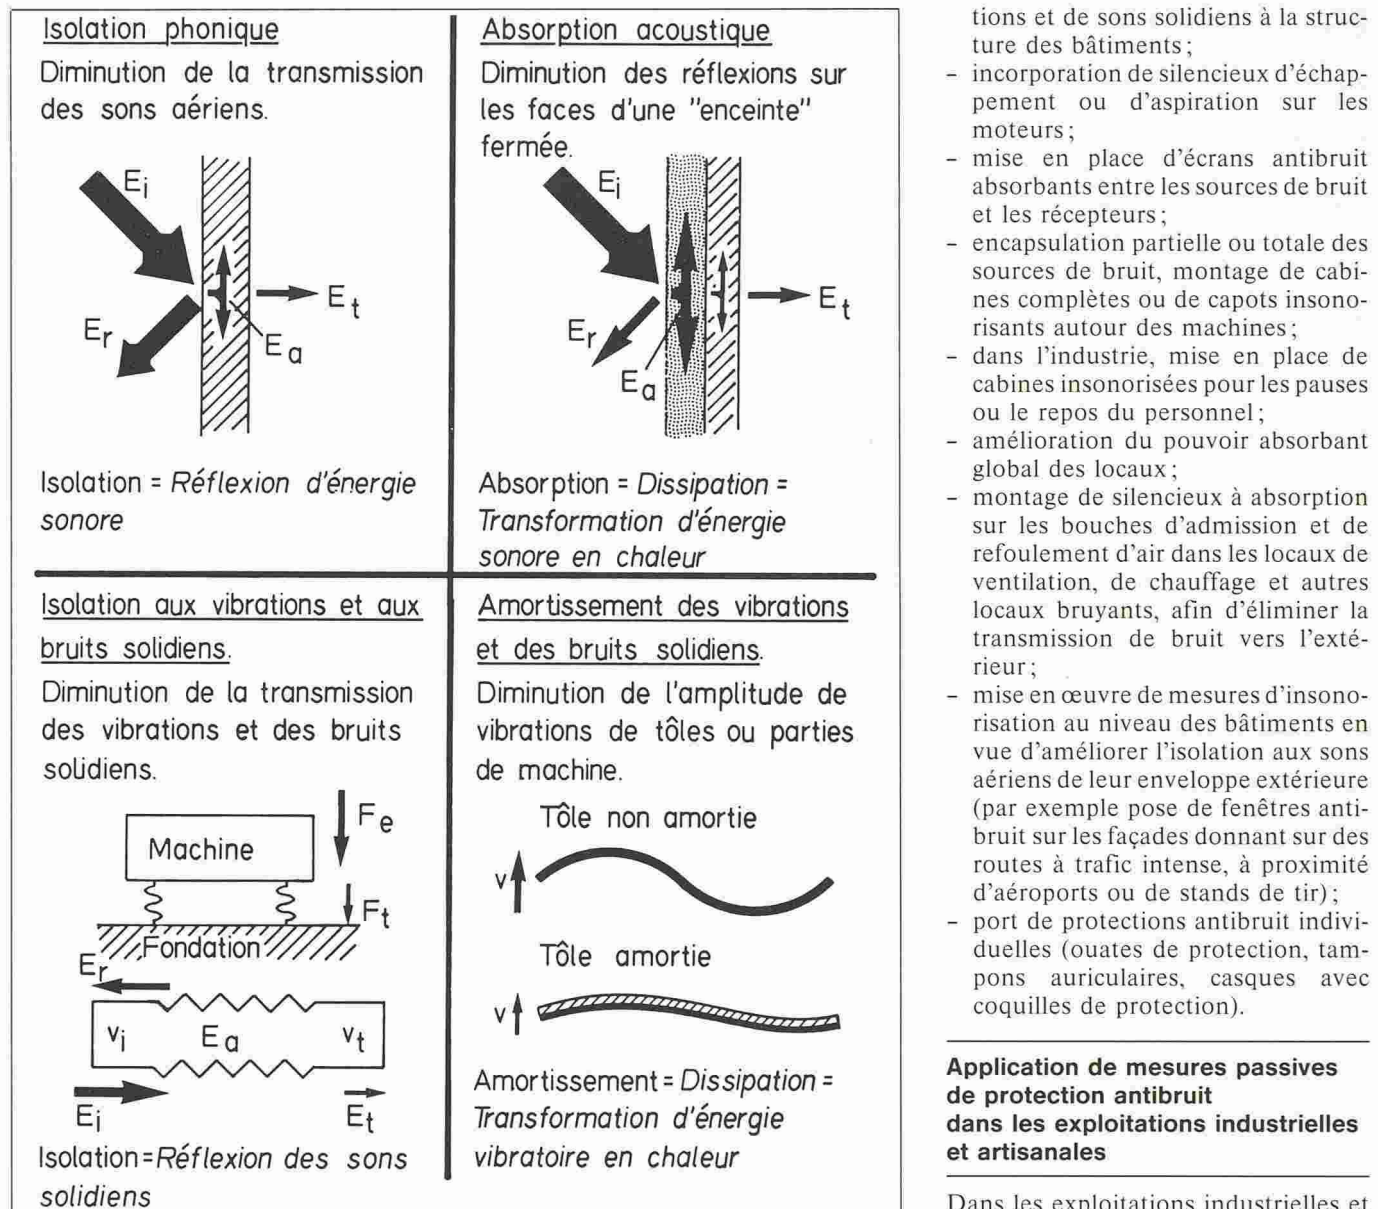 Isolation phonique
Diminution de la transmission
des sons aériens.
Ei
Er
Ea
Et
Isolation = Réflexion d'énergie
sonore
Absorption acoustique
Diminution des réflexions sur
les faces d'une "enceinte"
fermée.
Ei
Er
Ea
Et
Absorption = Dissipation =
Transformation d'énergie
sonore en chaleur
Isolation aux vibrations et aux
bruits solidiens.
Diminution de la transmission
des vibrations et des bruits
solidiens.
Machine
Fe
Ft
Fondation
Er
vi
Ea
vt
Ei
Et
Isolation=Réflexion des sons
solidiens
Amortissement des vibrations
et des bruits solidiens.
Diminution de l'amplitude de
vibrations de tôles ou parties
de machine.
Tôle non amortie
v
Tôle amortie
v
Amortissement = Dissipation =
Transformation d'énergie
vibratoire en chaleur
tions et de sons solidiens à la struc-
ture des bâtiments;
– incorporation de silencieux d'échap-
pement ou d'aspiration sur les
moteurs;
– mise en place d'écrans antibruit
absorbants entre les sources de bruit
et les récepteurs;
– encapsulation partielle ou totale des
sources de bruit, montage de cabi-
nes complètes ou de capots insono-
risants autour des machines;
– dans l'industrie, mise en place de
cabines insonorisées pour les pauses
ou le repos du personnel;
– amélioration du pouvoir absorbant
global des locaux;
– montage de silencieux à absorption
sur les bouches d'admission et de
refoulement d'air dans les locaux de
ventilation, de chauffage et autres
locaux bruyants, afin d'éliminer la
transmission de bruit vers l'exté-
rieur;
– mise en œuvre de mesures d'insono-
risation au niveau des bâtiments en
vue d'améliorer l'isolation aux sons
aériens de leur enveloppe extérieure
(par exemple pose de fenêtres anti-
bruit sur les façades donnant sur des
routes à trafic intense, à proximité
d'aéroports ou de stands de tir);
– port de protections antibruit indivi-
duelles (ouates de protection, tam-
pons auriculaires, casques avec
coquilles de protection).
Application de mesures passives
de protection antibruit
dans les exploitations industrielles
et artisanales
Dans les exploitations industrielles et